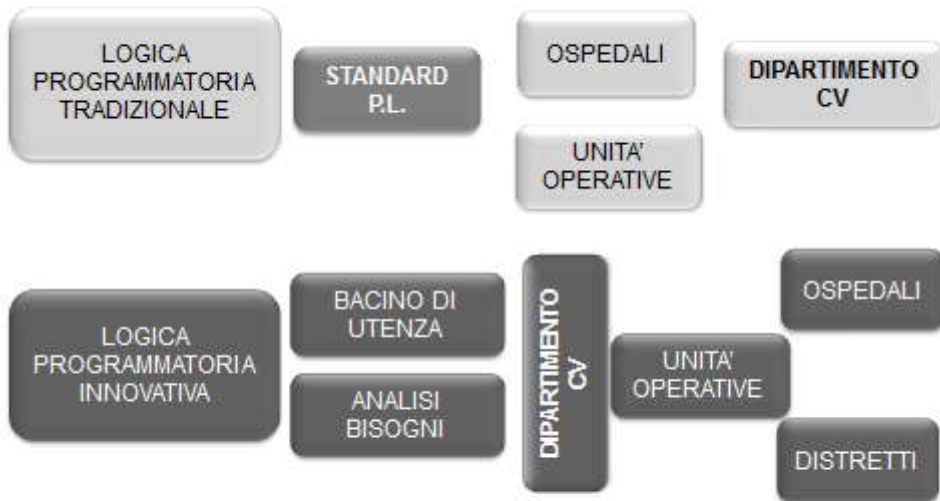 LOGICA
PROGRAMMATORIA
TRADIZIONALE
STANDARD
P.L.
OSPEDALI
UNITA'
OPERATIVE
DIPARTIMENTO
CV
LOGICA
PROGRAMMATORIA
INNOVATIVA
BACINO DI
UTENZA
ANALISI
BISOGNI
DIPARTIMENTO
CV
UNITA'
OPERATIVE
OSPEDALI
DISTRETTI